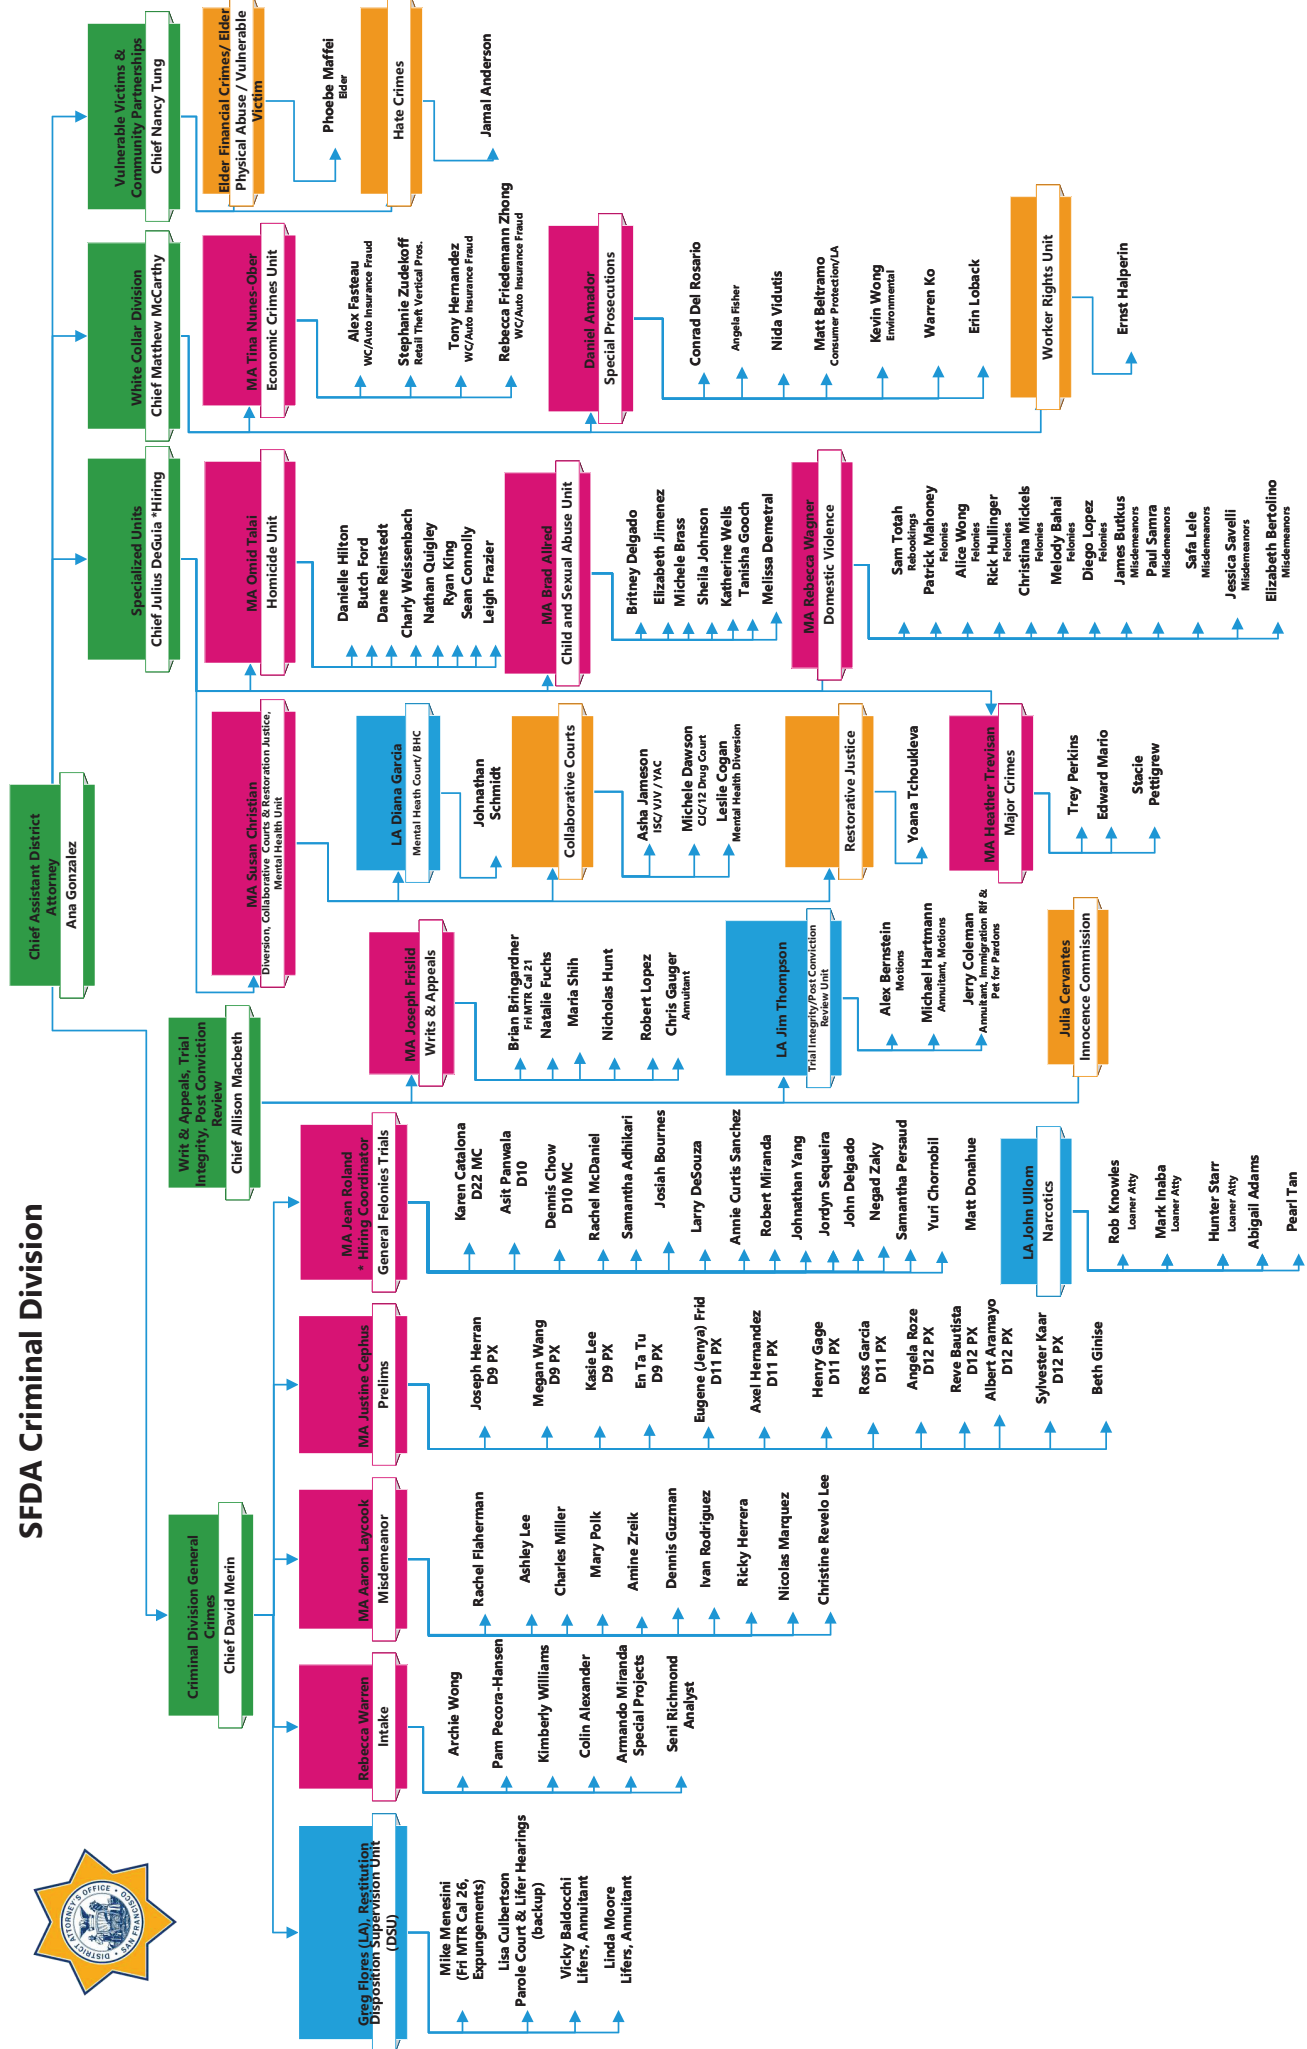 SFDA Criminal Division
DISTRICT ATTORNEY'S OFFICE • SAN FRANCISCO •
Chief Assistant District
Attorney
Ana Gonzalez
Criminal Division General
Crimes
Chief David Merin
Greg Flores (LA), Restitution
Disposition Supervision Unit
(DSU)
Mike Menesini
(Fri MTR Cal 26,
Expungements)
Lisa Culbertson
Parole Court & Lifer Hearings
(backup)
Vicky Baldocchi
Lifers, Annuitant
Linda Moore
Lifers, Annuitant
Rebecca Warren
Intake
Archie Wong
Pam Pecora-Hansen
Kimberly Williams
Colin Alexander
Armando Miranda
Special Projects
Seni Richmond
Analyst
MA Aaron Laycook
Misdemeanor
Rachel Flaherman
Ashley Lee
Charles Miller
Mary Polk
Amine Zreik
Dennis Guzman
Ivan Rodriguez
Ricky Herrera
Nicolas Marquez
Christine Revelo Lee
MA Justine Cephus
Prelims
Joseph Herran
D9 PX
Megan Wang
D9 PX
Kasie Lee
D9 PX
En Ta Tu
D9 PX
Eugene (Jenya) Frid
D11 PX
Axel Hernandez
D11 PX
Henry Gage
D11 PX
Ross Garcia
D11 PX
Angela Roze
D12 PX
Reve Bautista
D12 PX
Albert Aramayo
D12 PX
Sylvester Kaar
D12 PX
Beth Ginise
MA Jean Roland
* Hiring Coordinator
General Felonies Trials
Karen Catalona
D22 MC
Asit Panwala
D10
Dennis Chow
D10 MC
Rachel McDaniel
Samantha Adhikari
Josiah Bournes
Larry DeSouza
Annie Curtis Sanchez
Robert Miranda
Johnathan Yang
Jordyn Sequeira
John Delgado
Negad Zaky
Samantha Persaud
Yuri Chornobil
Matt Donahue
LA John Ullom
Narcotics
Rob Knowles
Loaner Atty
Mark Inaba
Loaner Atty
Hunter Starr
Loaner Atty
Abigail Adams
Pearl Tan
Writ & Appeals, Trial
Integrity, Post Conviction
Review
Chief Allison Macbeth
MA Joseph Frislid
Writs & Appeals
Brian Bringardner
Fri MTR Cal 21
Natalie Fuchs
Maria Shih
Nicholas Hunt
Robert Lopez
Chris Gauger
Annuitant
LA Jim Thompson
Trial Integrity/Post Conviction
Review Unit
Alex Bernstein
Motions
Michael Hartmann
Annuitant, Motions
Jerry Coleman
Annuitant, Immigration Rlf &
Pet for Pardons
Julia Cervantes
Innocence Commission
Specialized Units
Chief Julius DeGuia *Hiring
MA Susan Christian
Diversion, Collaborative Courts & Restoration Justice,
Mental Health Unit
LA Diana Garcia
Mental Heath Court/ BHC
Johnathan
Schmidt
Collaborative Courts
Asha Jameson
ISC/ VJV / YAC
Michele Dawson
CJC/12 Drug Court
Leslie Cogan
Mental Health Diversion
Restorative Justice
Yoana Tchoukleva
MA Heather Trevisan
Major Crimes
Trey Perkins
Edward Mario
Stacie
Pettigrew
MA Omid Talai
Homicide Unit
Danielle Hilton
Butch Ford
Dane Reinstedt
Charly Weissenbach
Nathan Quigley
Ryan King
Sean Connolly
Leigh Frazier
MA Brad Allred
Child and Sexual Abuse Unit
Britney Delgado
Elizabeth Jimenez
Michele Brass
Sheila Johnson
Katherine Wells
Tanisha Gooch
Melissa Demetral
MA Rebecca Wagner
Domestic Violence
Sam Totah
Rebookings
Patrick Mahoney
Felonies
Alice Wong
Felonies
Rick Hullinger
Felonies
Christina Mickels
Felonies
Melody Bahai
Felonies
Diego Lopez
Felonies
James Butkus
Misdemeanors
Paul Samra
Misdemeanors
Safa Lele
Misdemeanors
Jessica Savelli
Misdemeanors
Elizabeth Bertolino
Misdemeanors
White Collar Division
Chief Matthew McCarthy
MA Tina Nunes-Ober
Economic Crimes Unit
Alex Fasteau
WC/Auto Insurance Fraud
Stephanie Zudekoff
Retail Theft Vertical Pros.
Tony Hernandez
WC/Auto Insurance Fraud
Rebecca Friedemann Zhong
WC/Auto Insurance Fraud
Daniel Amador
Special Prosecutions
Conrad Del Rosario
Angela Fisher
Nida Vidutis
Matt Beltramo
Consumer Protection/LA
Kevin Wong
Environmental
Warren Ko
Erin Loback
Worker Rights Unit
Ernst Halperin
Vulnerable Victims &
Community Partnerships
Chief Nancy Tung
Elder Financial Crimes/ Elder
Physical Abuse / Vulnerable
Victim
Phoebe Maffei
Elder
Hate Crimes
Jamal Anderson